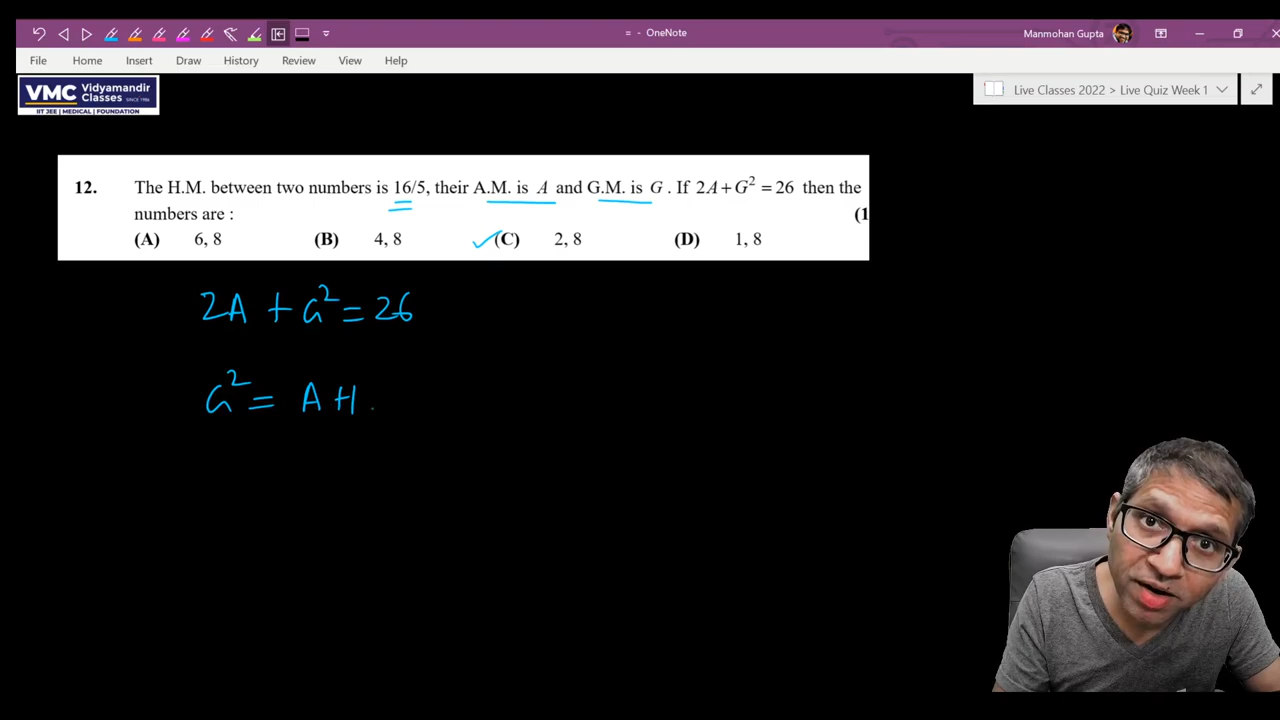 = - OneNote
Manmohan Gupta
File Home Insert Draw History Review View Help
VMC Vidyamandir Classes SINCE 1986
IIT JEE | MEDICAL | FOUNDATION
Live Classes 2022 > Live Quiz Week 1
12. The H.M. between two numbers is 16/5, their A.M. is A and G.M. is G. If 2A + G² = 26 then the
numbers are : (1
(A) 6, 8 (B) 4, 8 (C) 2, 8 (D) 1, 8
2A + G² = 26
G² = AH